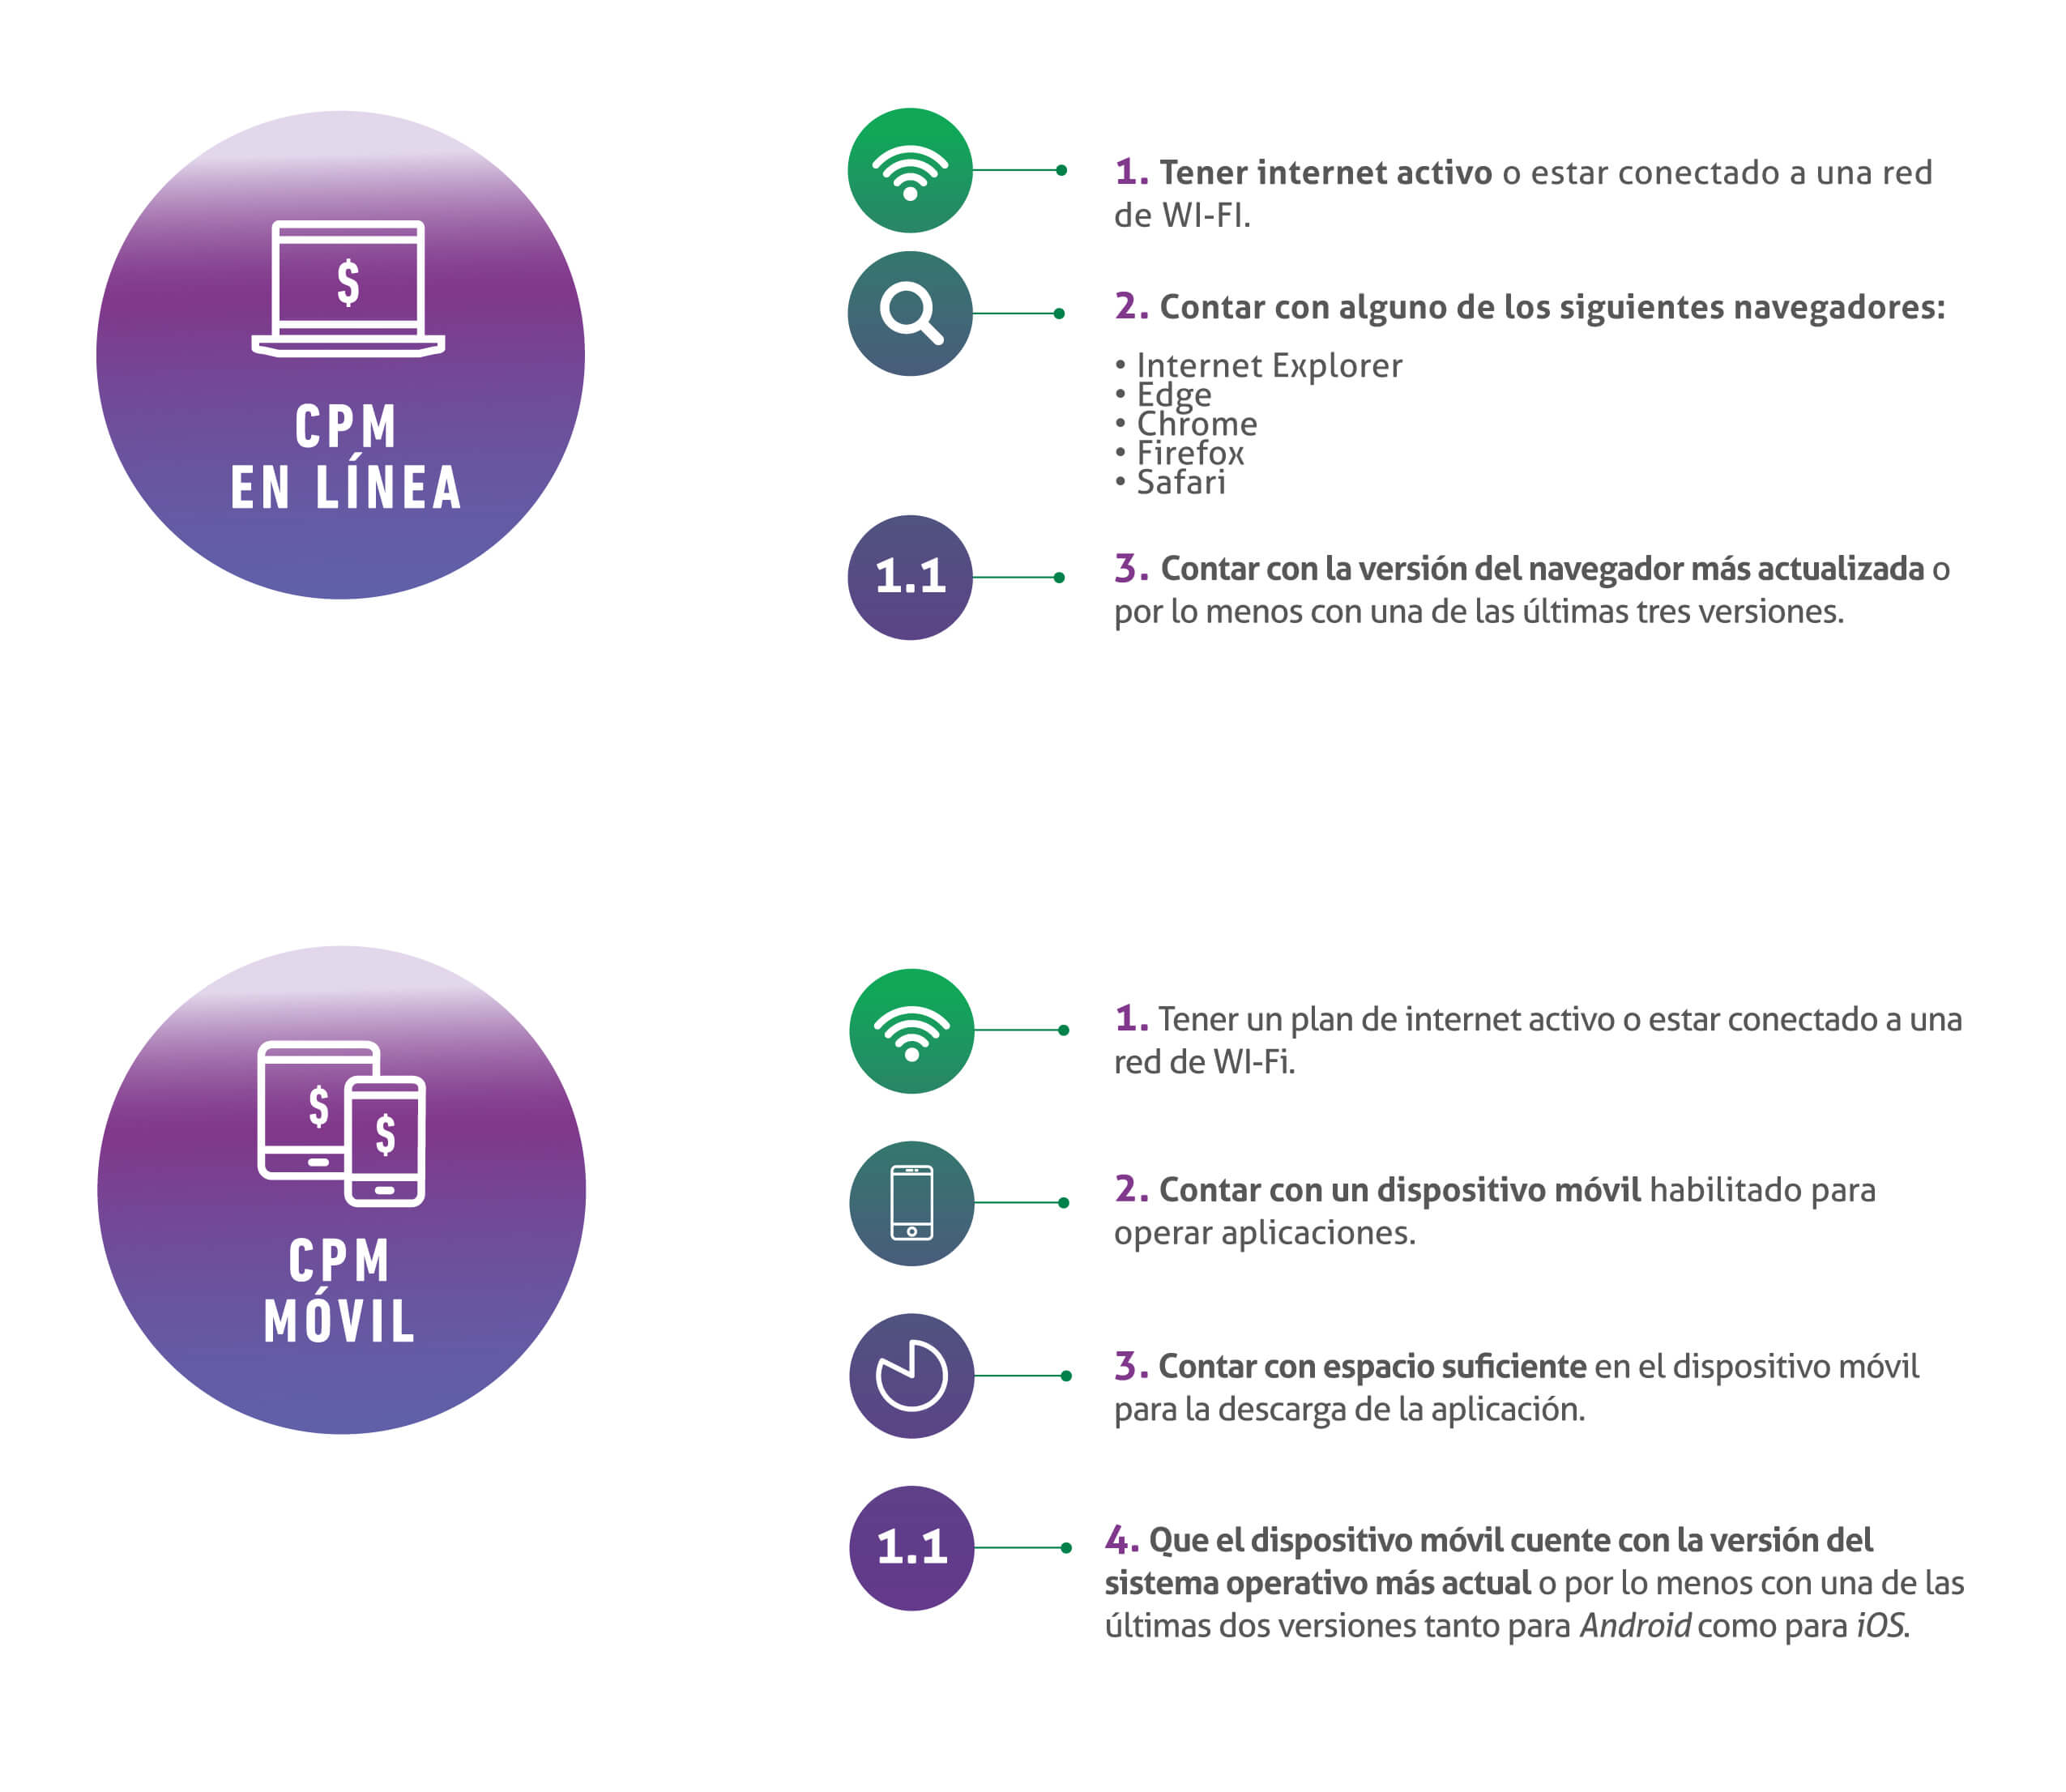 $
CPM
EN LÍNEA
1. Tener internet activo o estar conectado a una red
de WI-FI.
2. Contar con alguno de los siguientes navegadores:
• Internet Explorer
• Edge
• Chrome
• Firefox
• Safari
1.1
3. Contar con la versión del navegador más actualizada o
por lo menos con una de las últimas tres versiones.
$
$
CPM
MÓVIL
1. Tener un plan de internet activo o estar conectado a una
red de WI-Fi.
2. Contar con un dispositivo móvil habilitado para
operar aplicaciones.
3. Contar con espacio suficiente en el dispositivo móvil
para la descarga de la aplicación.
1.1
4. Que el dispositivo móvil cuente con la versión del
sistema operativo más actual o por lo menos con una de las
últimas dos versiones tanto para Android como para iOS.